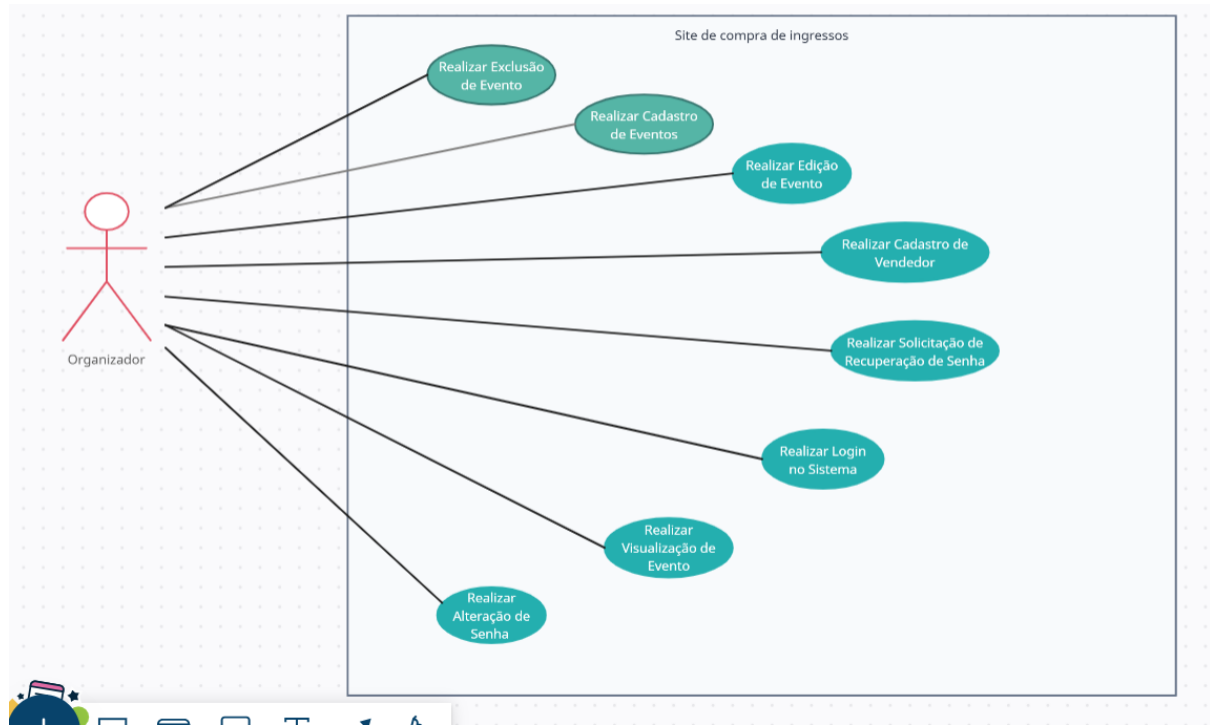 Site de compra de ingressos
Realizar Exclusão
de Evento
Realizar Cadastro
de Eventos
Realizar Edição
de Evento
Realizar Cadastro de
Vendedor
Realizar Solicitação de
Recuperação de Senha
Organizador
Realizar Login
no Sistema
Realizar
Visualização de
Evento
Realizar
Alteração de
Senha